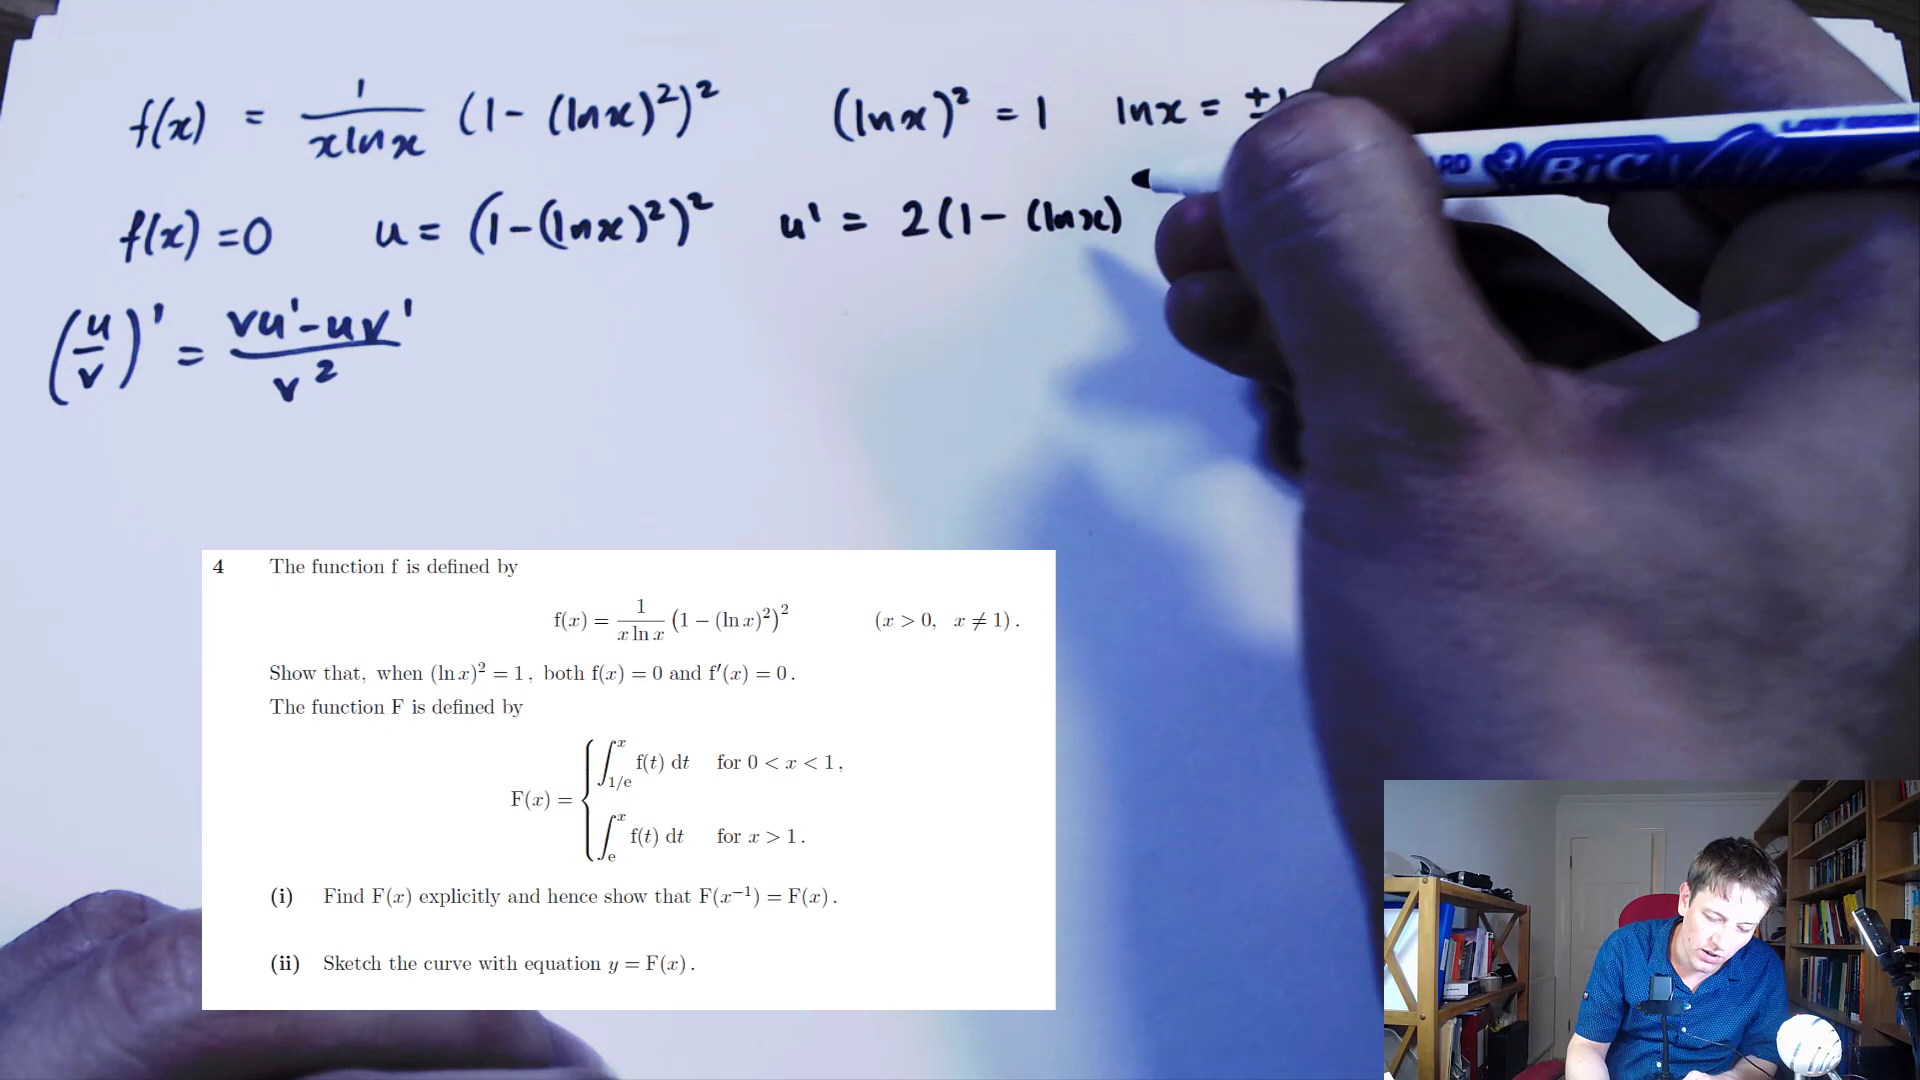 f(x) = 1/(x ln x) (1 - (ln x)²)² (ln x)² = 1 ln x = ±1
f(x) = 0 u = (1 - (ln x)²)² u' = 2(1 - (ln x)
(u/v)' = (vu' - uv')/v²
BIC
4 The function f is defined by
f(x) = 1/(x ln x) (1 − (ln x)²)² (x > 0, x ≠ 1) .
Show that, when (ln x)² = 1 , both f(x) = 0 and f′(x) = 0 .
The function F is defined by
F(x) = { ∫_{1/e}^{x} f(t) dt for 0 < x < 1 ,
∫_{e}^{x} f(t) dt for x > 1 .
(i) Find F(x) explicitly and hence show that F(x⁻¹) = F(x) .
(ii) Sketch the curve with equation y = F(x) .